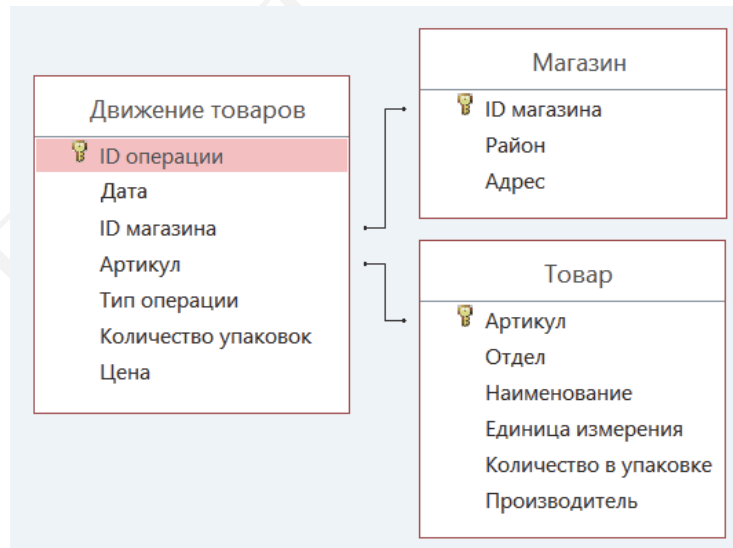 Движение товаров
ID операции
Дата
ID магазина
Артикул
Тип операции
Количество упаковок
Цена
Магазин
ID магазина
Район
Адрес
Товар
Артикул
Отдел
Наименование
Единица измерения
Количество в упаковке
Производитель